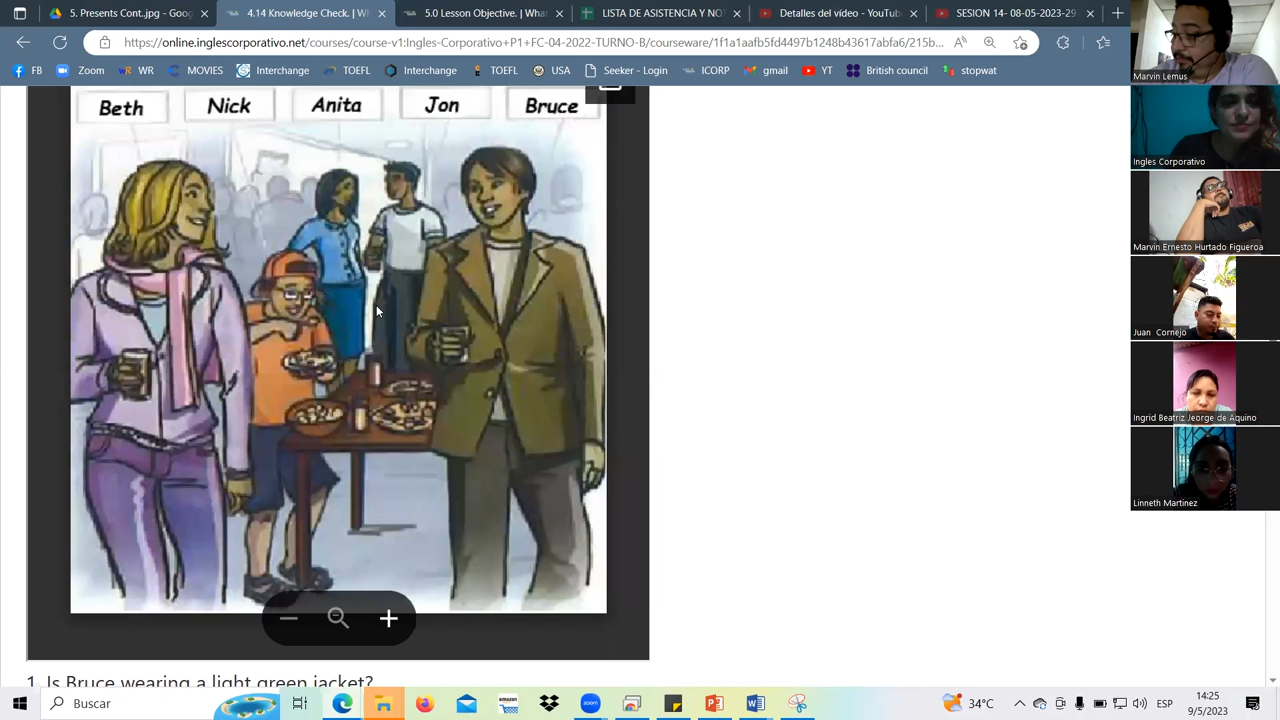 5. Presents Cont..jpg - Goog
4.14 Knowledge Check. | Wh
5.0 Lesson Objective. | What
LISTA DE ASISTENCIA Y NO
Detalles del vídeo - YouTub
SESSION 14- 08-05-2023-29
https://online.inglescorporativo.net/courses/course-v1:Ingles-Corporativo+P1+FC-04-2022-TURNO-B/courseware/1f1a1aafb5fd4497b1248b43617abfa6/215b...
FB
Zoom
WR
MOVIES
Interchange
TOEFL
Interchange
TOEFL
USA
Seeker - Login
ICORP
gmail
YT
British council
stopwat
Marvin Lemus
Beth
Nick
Anita
Jon
Bruce
Ingles Corporativo
Marvin Ernesto Hurtado Figueroa
Juan Cornejo
Ingrid Beatriz Jeorge de Aquino
Linneth Martinez
1. Is Bruce wearing a light green jacket?
Buscar
34°C
ESP
14:25
9/5/2023